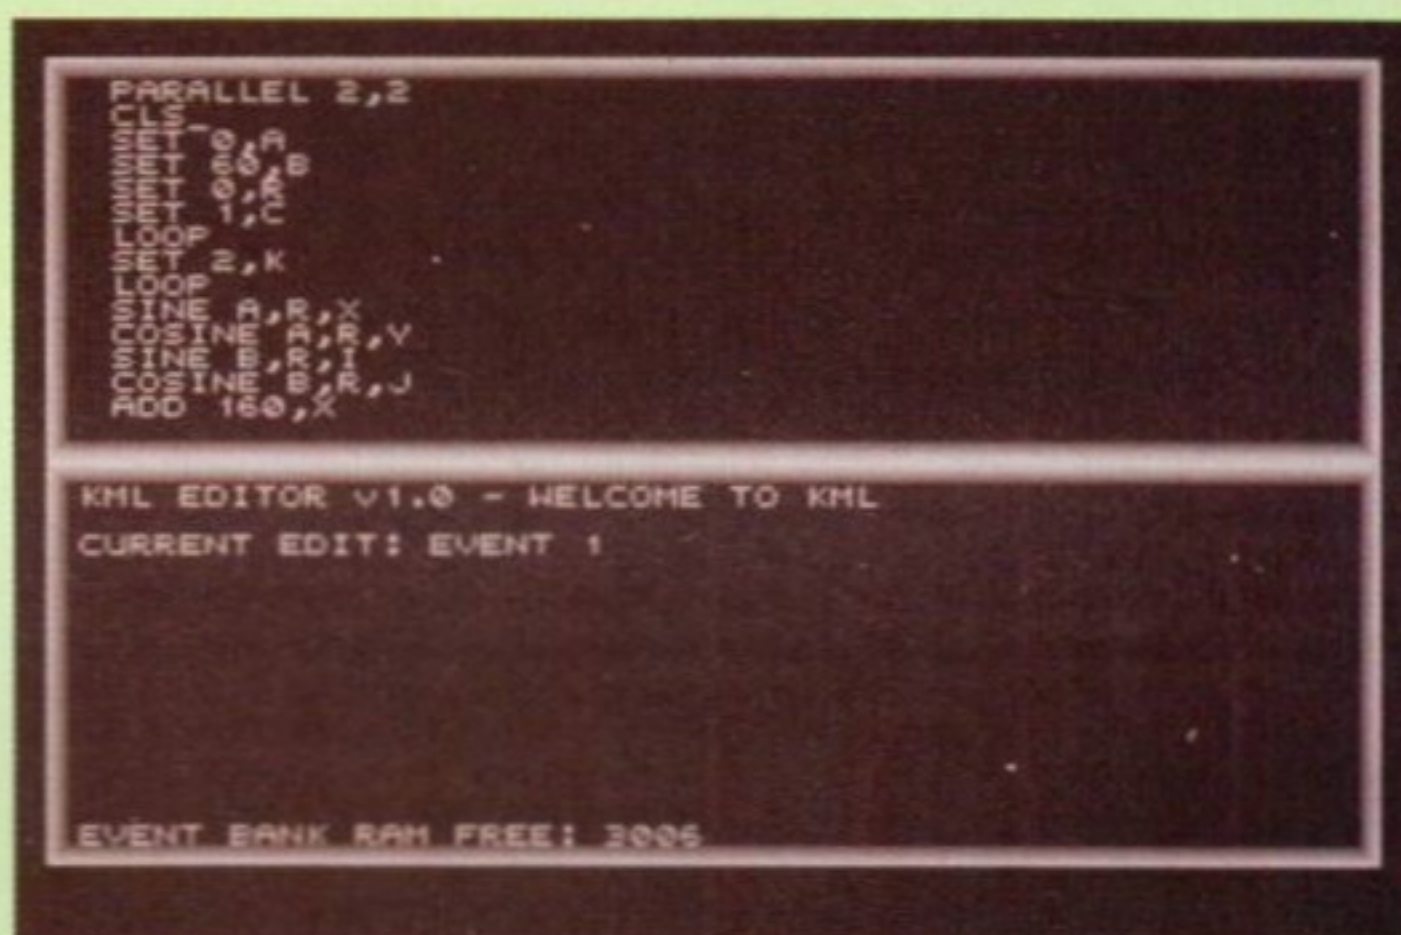 PARALLEL 2,2
CLS_
SET 0,A
SET 60,B
SET 0,R
SET 1,C
LOOP
SET 2,K
LOOP
SINE A,R,X
COSINE A,R,Y
SINE B,R,I
COSINE B,R,J
ADD 160,X
KML EDITOR v1.0 - WELCOME TO KML
CURRENT EDIT: EVENT 1
EVENT BANK RAM FREE: 3006